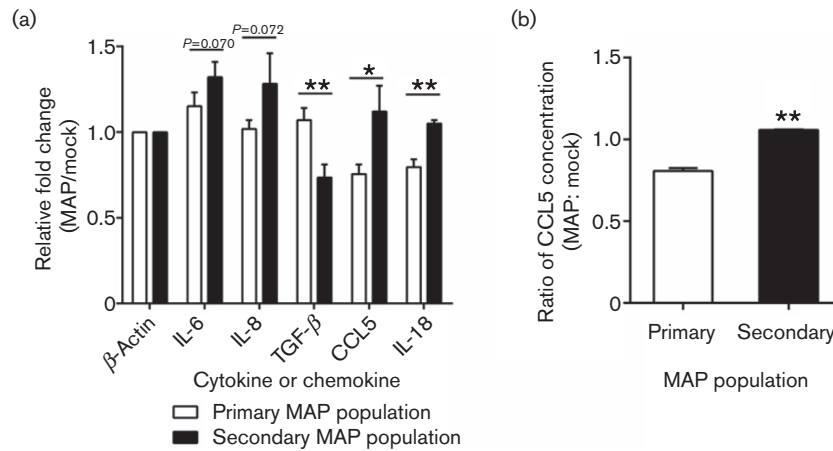 (a)
Relative fold change
(MAP/mock)
1.5
1.0
0.5
0
P=0.070
P=0.072
**
*
**
β-Actin
IL-6
IL-8
TGF-β
CCL5
IL-18
Cytokine or chemokine
Primary MAP population
Secondary MAP population
(b)
Ratio of CCL5 concentration
(MAP: mock)
1.5
1.0
0.5
0
**
Primary
Secondary
MAP population